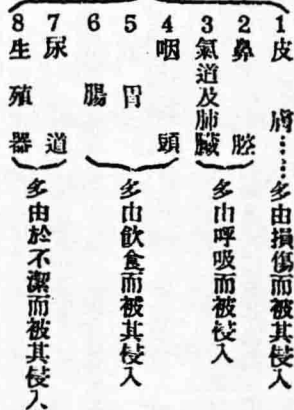 1皮膚……多由損傷而被其侵入
2鼻腔
3氣道及肺臟
多由呼吸而被其侵入
4咽頭
5胃
6腸
多由飲食而被其侵入
7尿道
8生殖器
多由於不潔而被其侵入